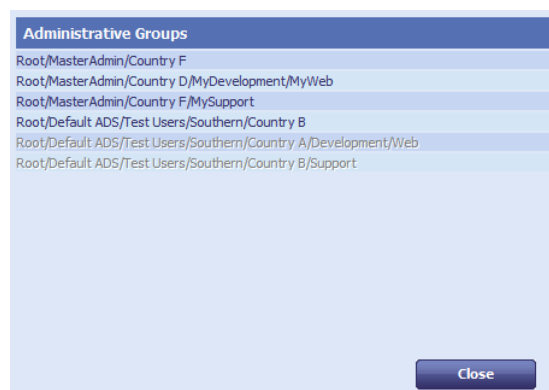 Administrative Groups
Root/MasterAdmin/Country F
Root/MasterAdmin/Country D/MyDevelopment/MyWeb
Root/MasterAdmin/Country F/MySupport
Root/Default ADS/Test Users/Southern/Country B
Root/Default ADS/Test Users/Southern/Country A/Development/Web
Root/Default ADS/Test Users/Southern/Country B/Support
Close